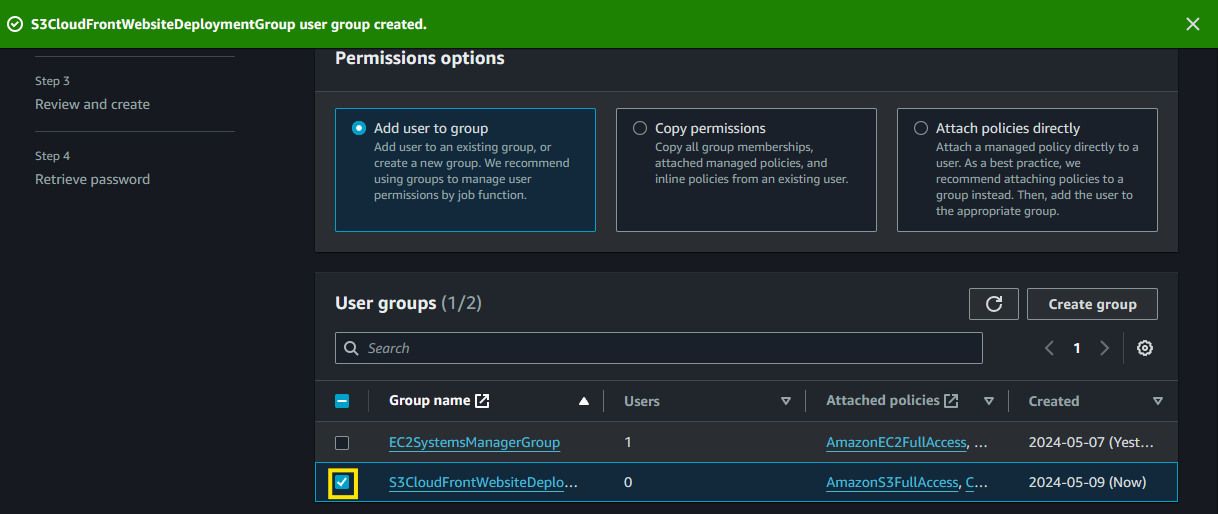 S3CloudFrontWebsiteDeploymentGroup user group created.
Step 3
Review and create
Step 4
Retrieve password
Permissions options
Add user to group
Add user to an existing group, or
create a new group. We recommend
using groups to manage user
permissions by job function.
Copy permissions
Copy all group memberships,
attached managed policies, and
inline policies from an existing user.
Attach policies directly
Attach a managed policy directly to a
user. As a best practice, we
recommend attaching policies to a
group instead. Then, add the user to
the appropriate group.
User groups (1/2)
Create group
Search
1
Group name Users Attached policies Created
EC2SystemsManagerGroup 1 AmazonEC2FullAccess, ... 2024-05-07 (Yest...
S3CloudFrontWebsiteDeplo... 0 AmazonS3FullAccess, C... 2024-05-09 (Now)